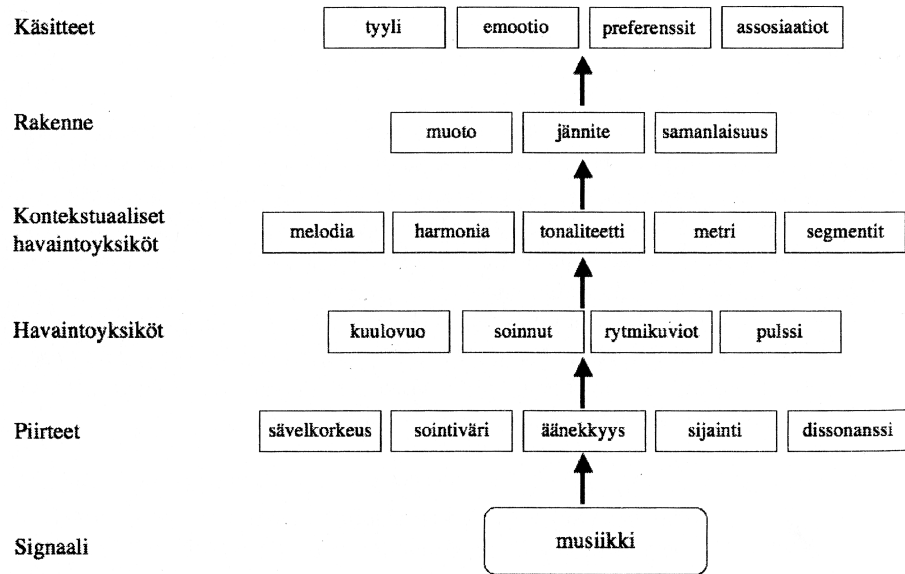 Käsitteet
tyyli emootio preferenssit assosiaatiot
Rakenne
muoto jännite samanlaisuus
Kontekstuaaliset
havaintoyksiköt
melodia harmonia tonaliteetti metri segmentit
Havaintoyksiköt
kuulovuo soinnut rytmikuviot pulssi
Piirteet
sävelkorkeus sointiväri äänekkyys sijainti dissonanssi
Signaali
musiikki